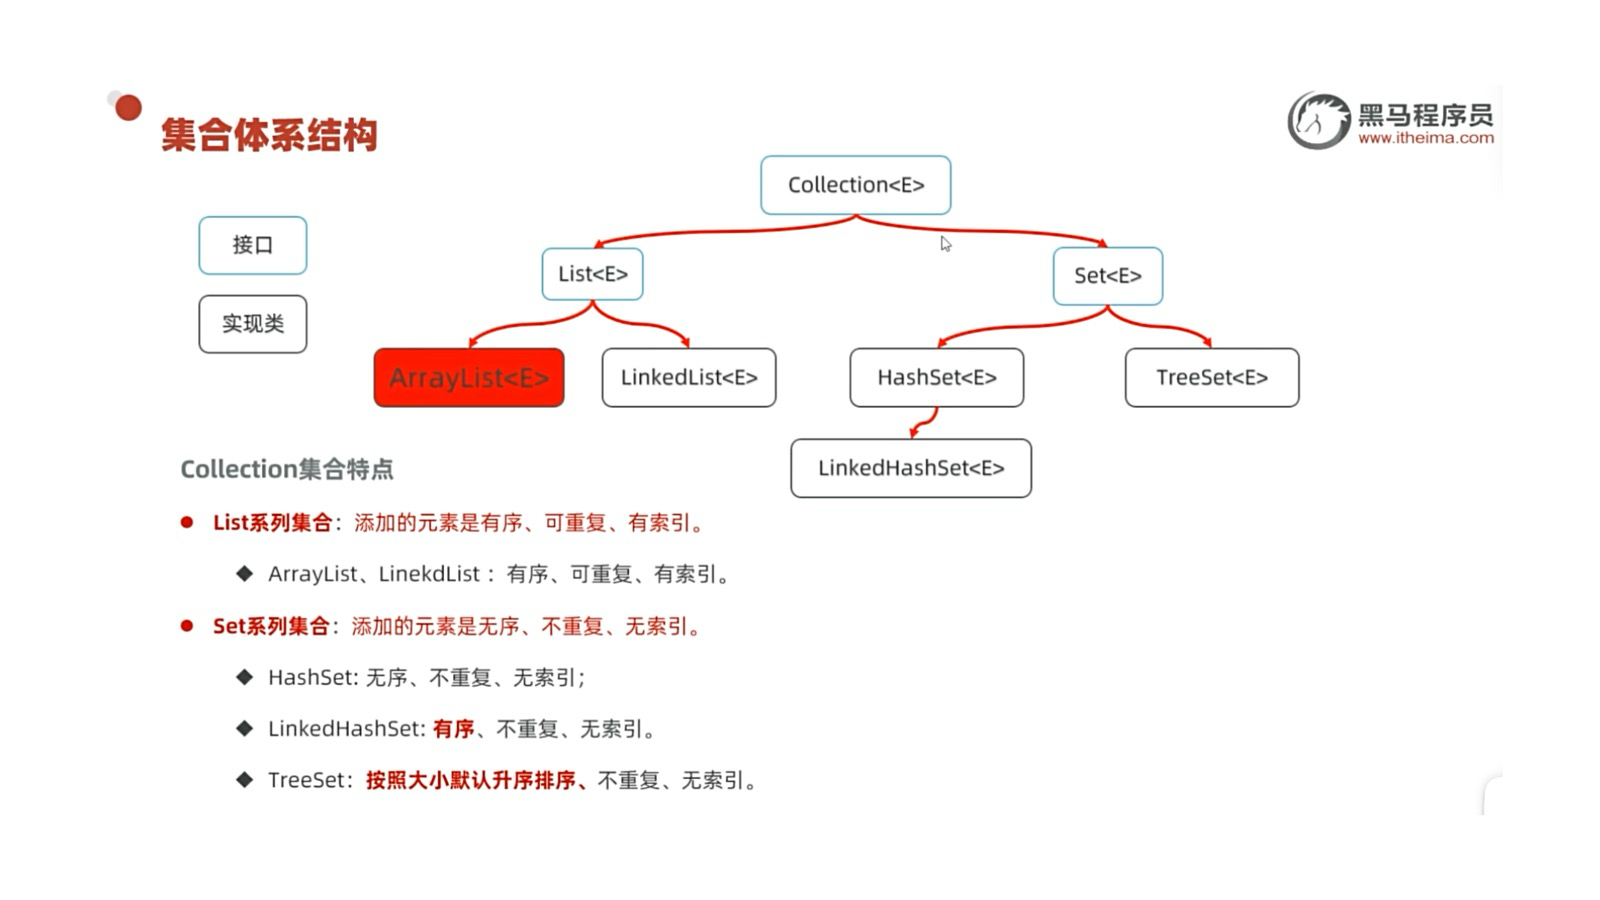 集合体系结构
黑马程序员
www.itheima.com
Collection<E>
接口
List<E>
Set<E>
实现类
ArrayList<E>
LinkedList<E>
HashSet<E>
TreeSet<E>
LinkedHashSet<E>
Collection集合特点
List系列集合：添加的元素是有序、可重复、有索引。
ArrayList、LinekdList ：有序、可重复、有索引。
Set系列集合：添加的元素是无序、不重复、无索引。
HashSet: 无序、不重复、无索引；
LinkedHashSet: 有序、不重复、无索引。
TreeSet：按照大小默认升序排序、不重复、无索引。